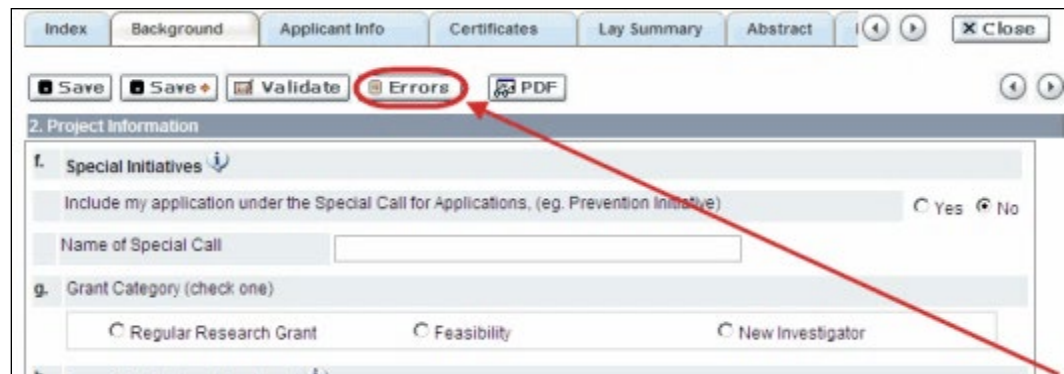 Index Background Applicant Info Certificates Lay Summary Abstract Close
Save Save Validate Errors PDF
2. Project Information
f. Special Initiatives
Include my application under the Special Call for Applications, (eg. Prevention Initiative) Yes No
Name of Special Call
g. Grant Category (check one)
Regular Research Grant Feasibility New Investigator